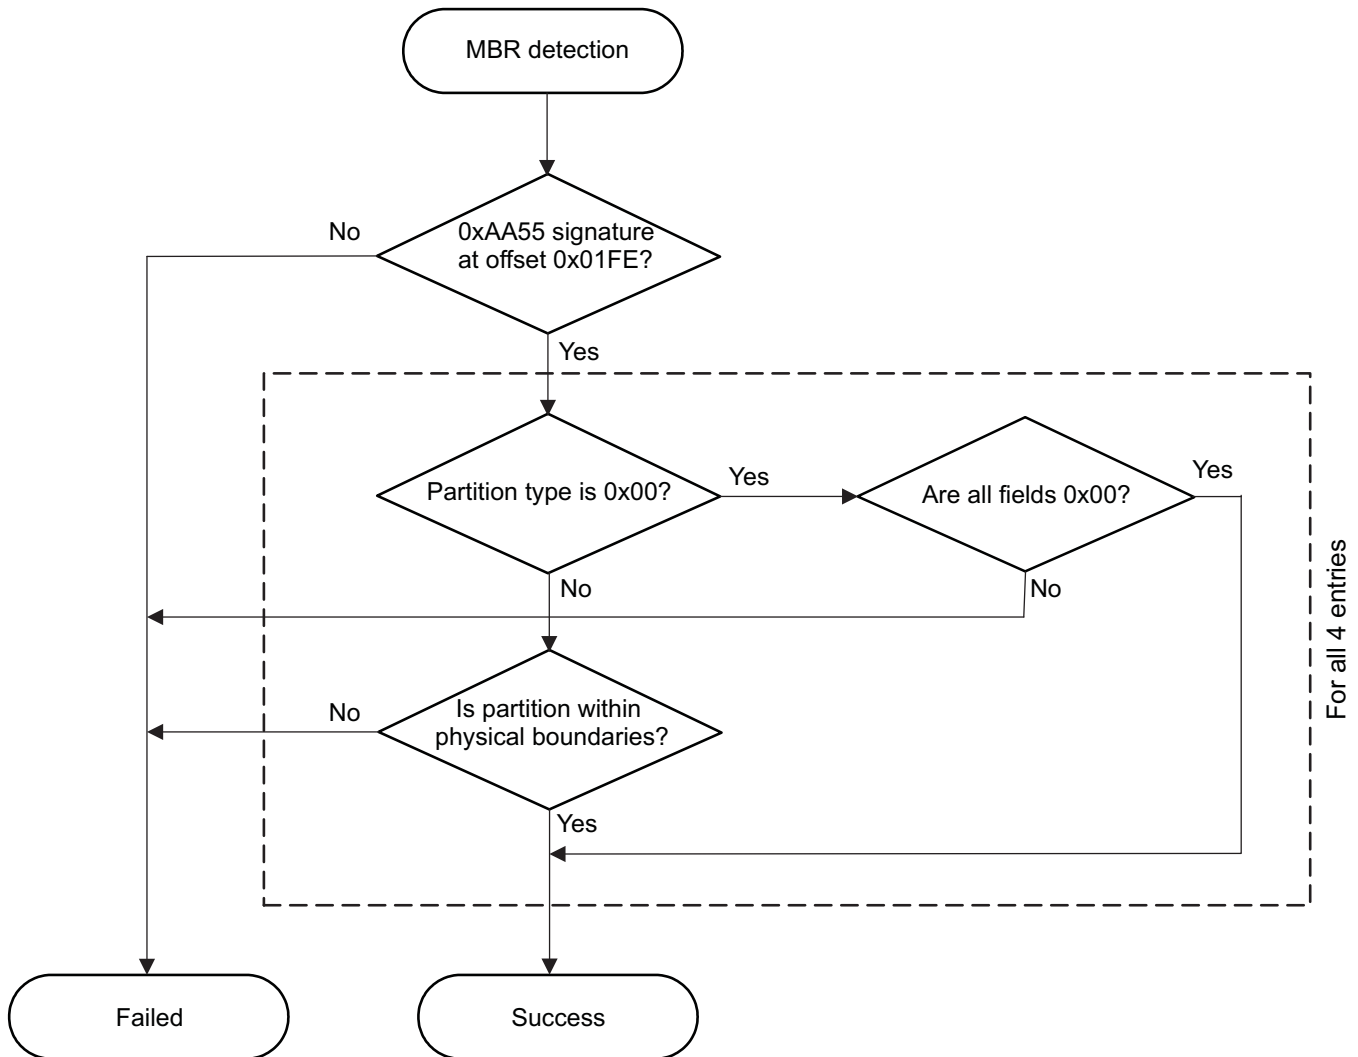 MBR detection
No
0xAA55 signature
at offset 0x01FE?
Yes
Partition type is 0x00?
Yes
Are all fields 0x00?
Yes
No
No
For all 4 entries
No
Is partition within
physical boundaries?
Yes
Failed
Success